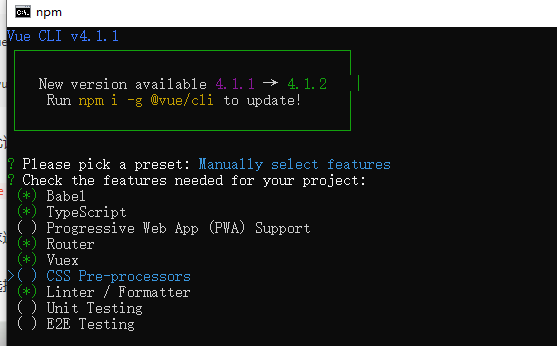 npm
Vue CLI v4.1.1
New version available 4.1.1 → 4.1.2
Run npm i -g @vue/cli to update!
? Please pick a preset: Manually select features
? Check the features needed for your project:
(*) Babel
(*) TypeScript
( ) Progressive Web App (PWA) Support
(*) Router
(*) Vuex
>( ) CSS Pre-processors
(*) Linter / Formatter
( ) Unit Testing
( ) E2E Testing